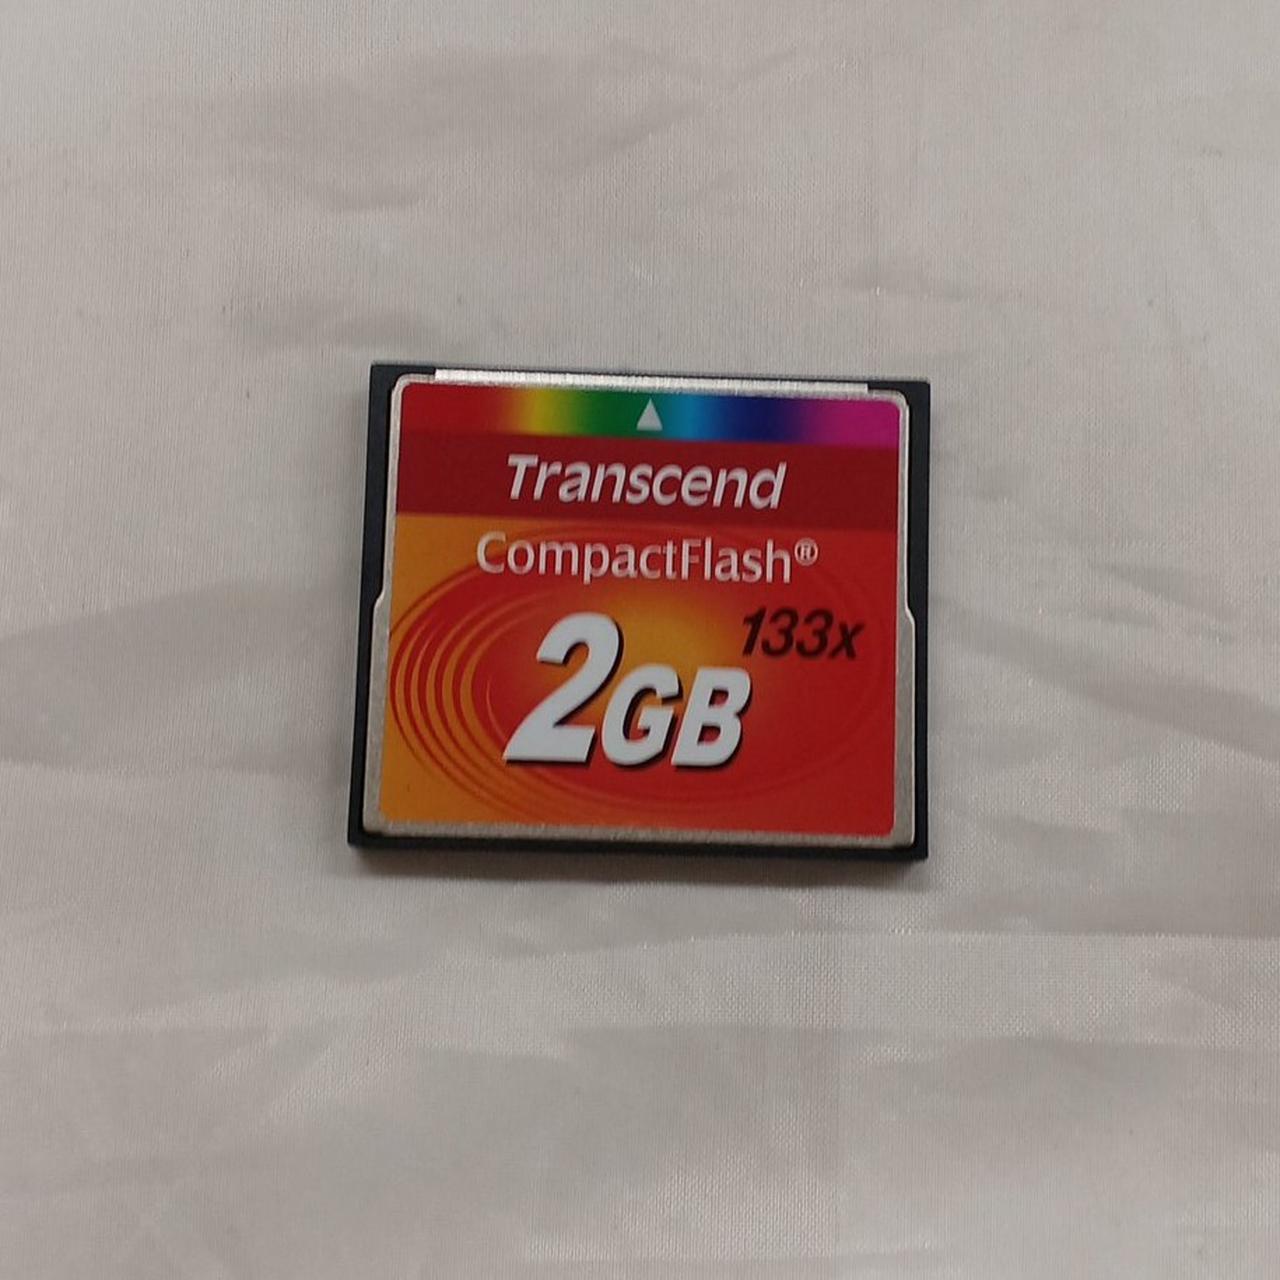 Transcend
CompactFlash®
133x
2GB